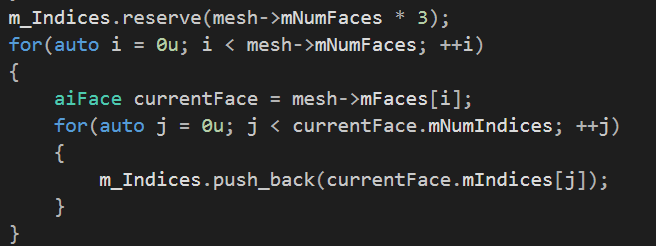 m_Indices.reserve(mesh->mNumFaces * 3);
for(auto i = 0u; i < mesh->mNumFaces; ++i)
{
    aiFace currentFace = mesh->mFaces[i];
    for(auto j = 0u; j < currentFace.mNumIndices; ++j)
    {
        m_Indices.push_back(currentFace.mIndices[j]);
    }
}